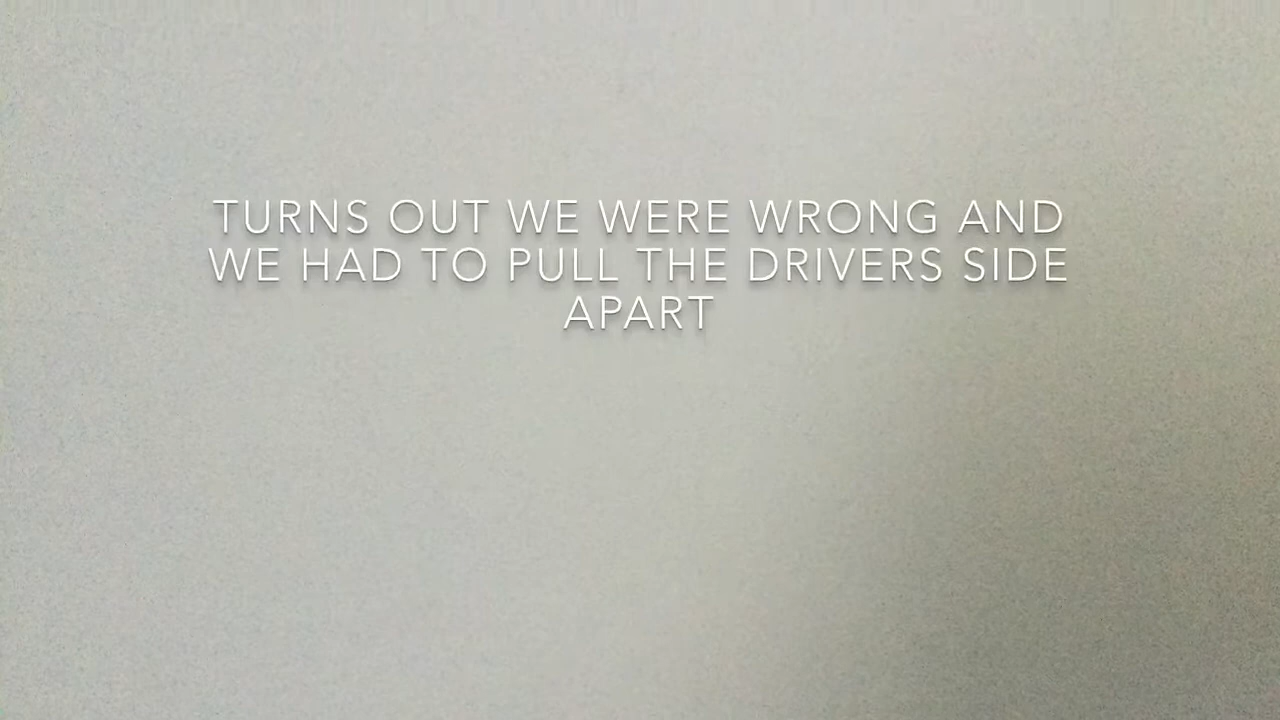 TURNS OUT WE WERE WRONG AND
WE HAD TO PULL THE DRIVERS SIDE
APART